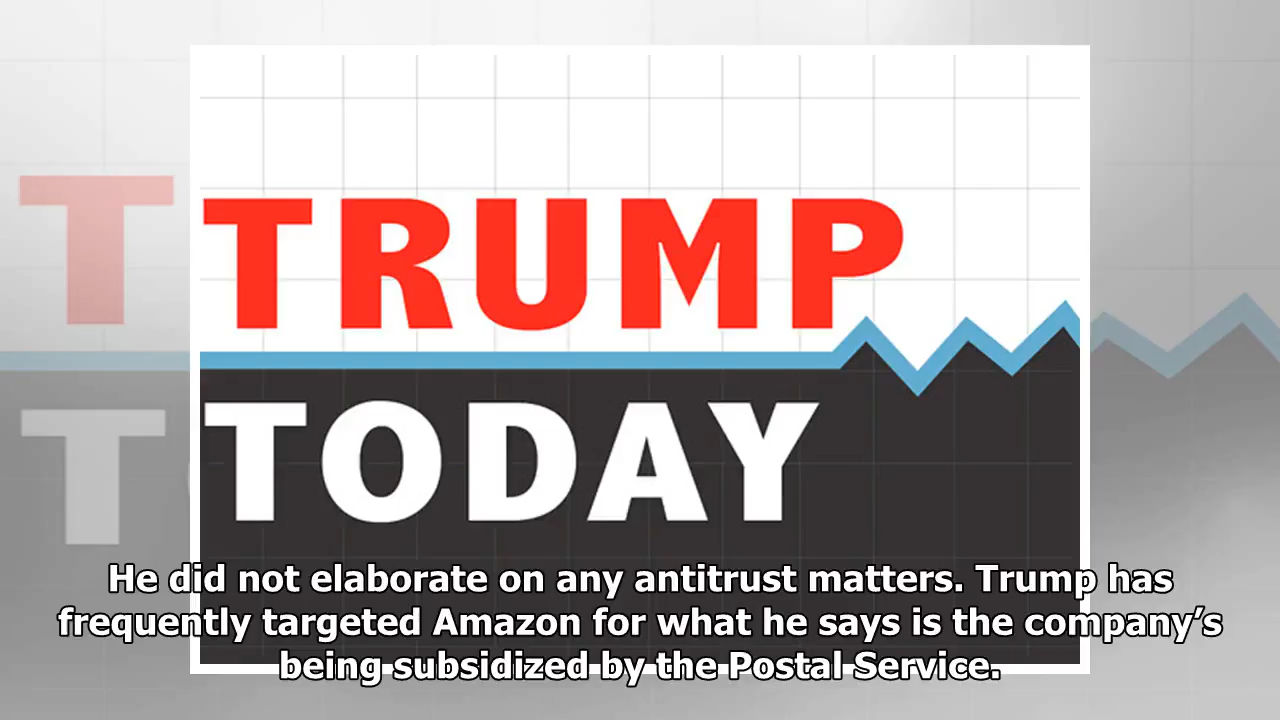 TRUMP
TODAY
He did not elaborate on any antitrust matters. Trump has
frequently targeted Amazon for what he says is the company’s
being subsidized by the Postal Service.